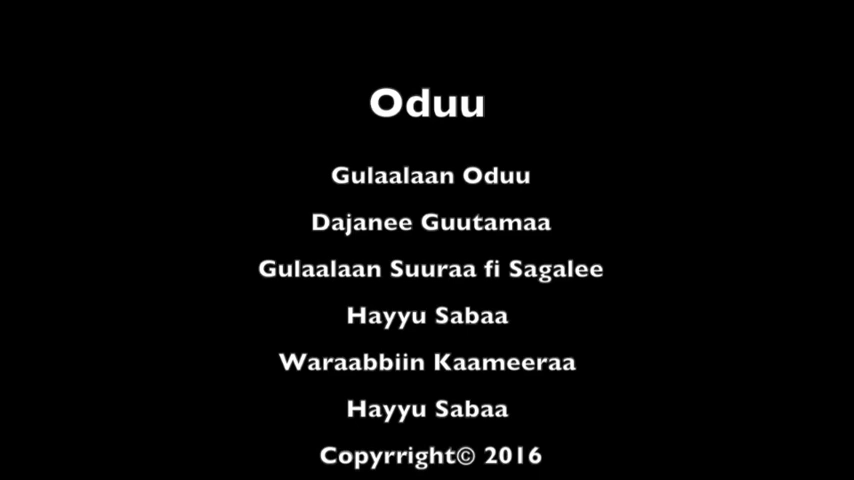 Oduu
Gulaalaan Oduu
Dajanee Guutamaa
Gulaalaan Suuraa fi Sagalee
Hayyu Sabaa
Waraabbiin Kaameeraa
Hayyu Sabaa
Copyrright© 2016